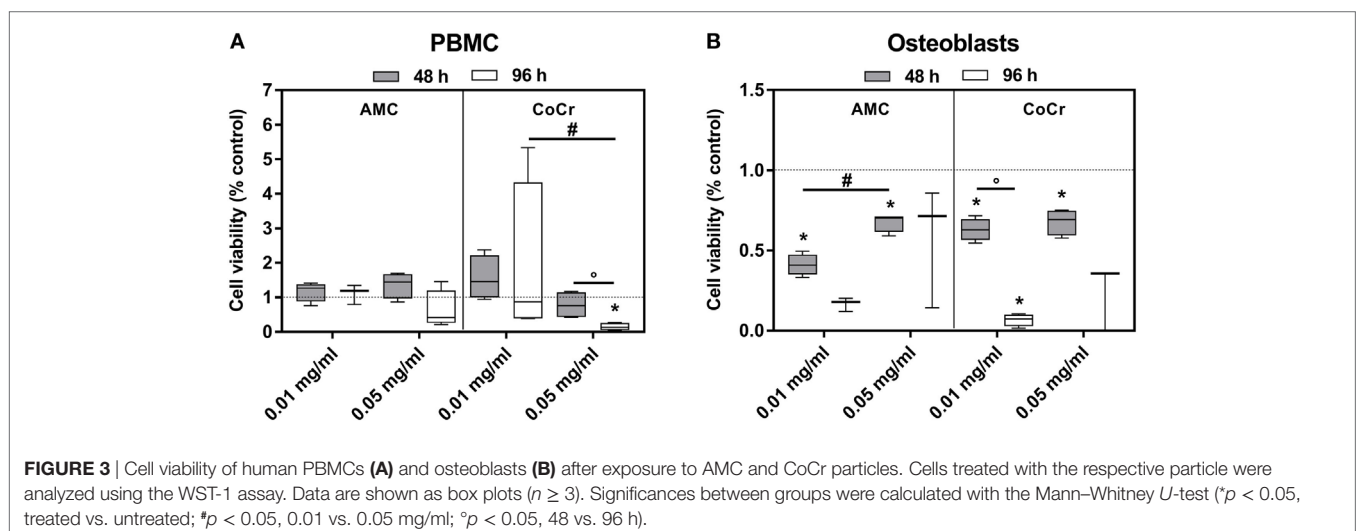 A PBMC
48 h 96 h
Cell viability (% control)
7
6
5
4
3
2
1
0
AMC CoCr
#
°
*
0.01 mg/ml 0.05 mg/ml 0.01 mg/ml 0.05 mg/ml
B Osteoblasts
48 h 96 h
Cell viability (% control)
1.5
1.0
0.5
0.0
AMC CoCr
#
°
* * * * *
0.01 mg/ml 0.05 mg/ml 0.01 mg/ml 0.05 mg/ml
FIGURE 3 | Cell viability of human PBMCs (A) and osteoblasts (B) after exposure to AMC and CoCr particles. Cells treated with the respective particle were
analyzed using the WST-1 assay. Data are shown as box plots (n ≥ 3). Significances between groups were calculated with the Mann–Whitney U-test (*p < 0.05,
treated vs. untreated; #p < 0.05, 0.01 vs. 0.05 mg/ml; °p < 0.05, 48 vs. 96 h).